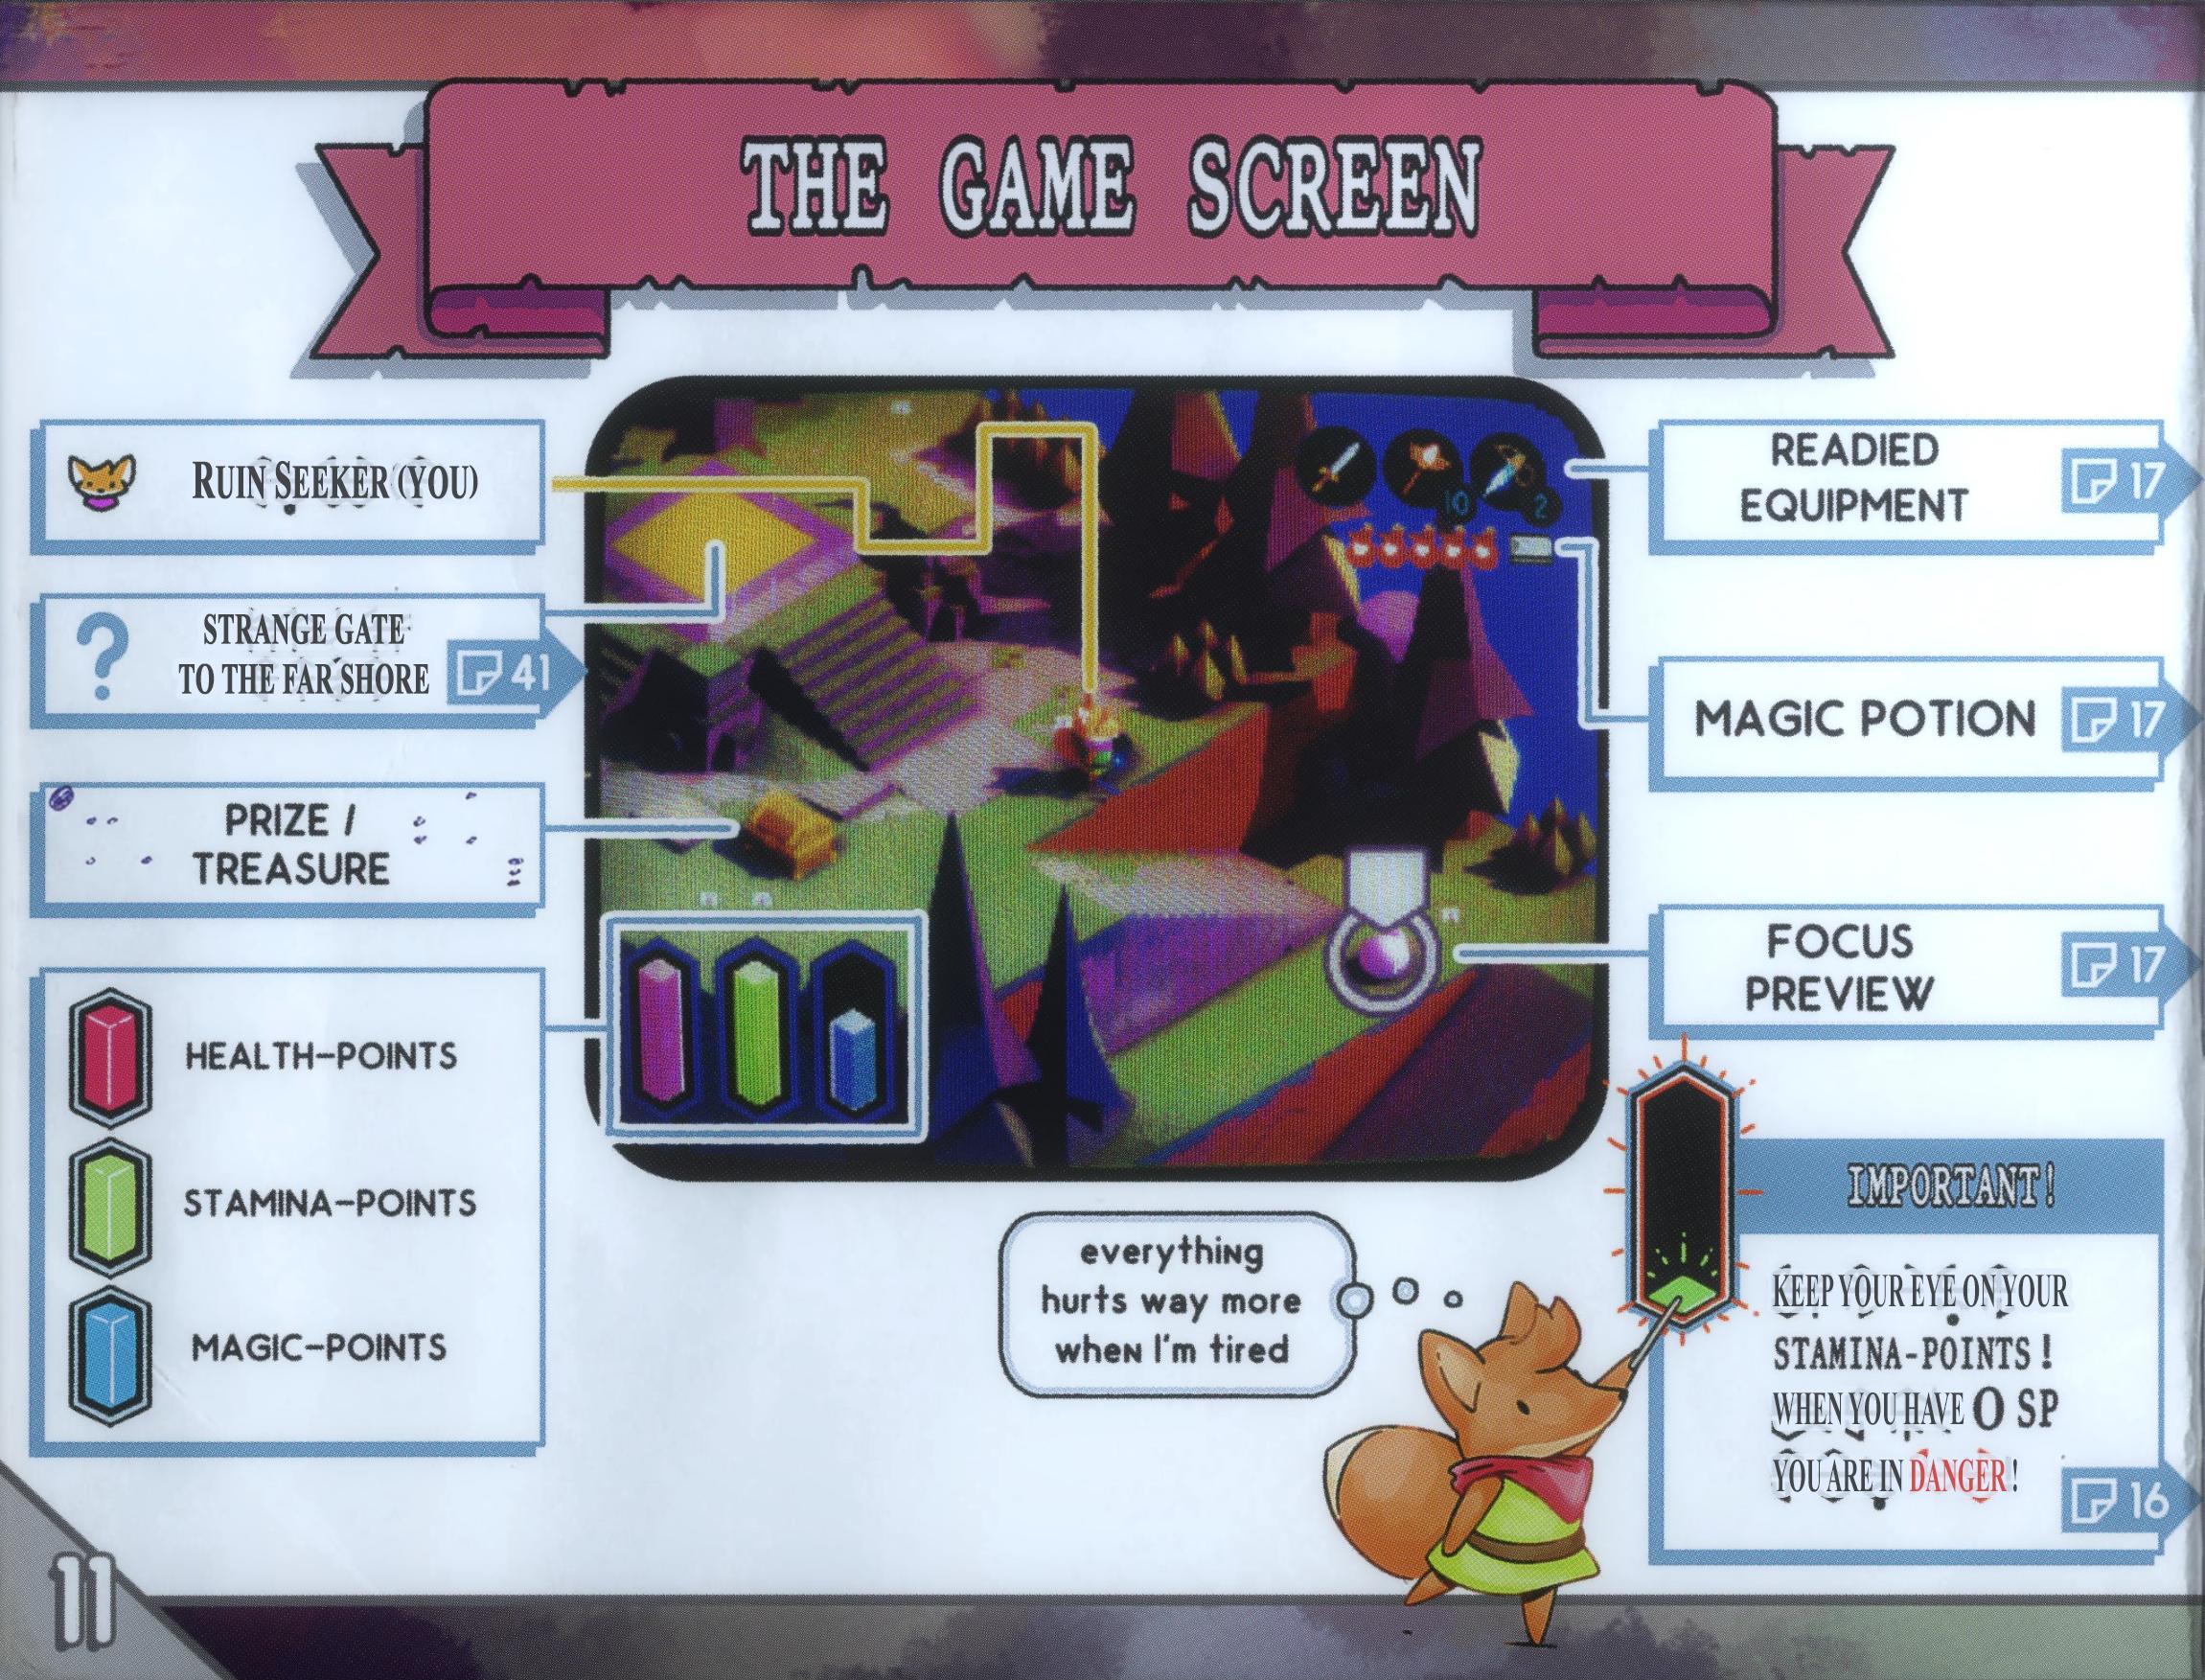 THE GAME SCREEN
RUIN SEEKER (YOU)
?
STRANGE GATE
TO THE FAR SHORE
41
PRIZE /
TREASURE
HEALTH-POINTS
STAMINA-POINTS
MAGIC-POINTS
10
2
READIED
EQUIPMENT
17
MAGIC POTION
17
FOCUS
PREVIEW
17
everything
hurts way more
when I'm tired
IMPORTANT!
KEEP YOUR EYE ON YOUR
STAMINA-POINTS!
WHEN YOU HAVE 0 SP
YOU ARE IN DANGER!
16
11